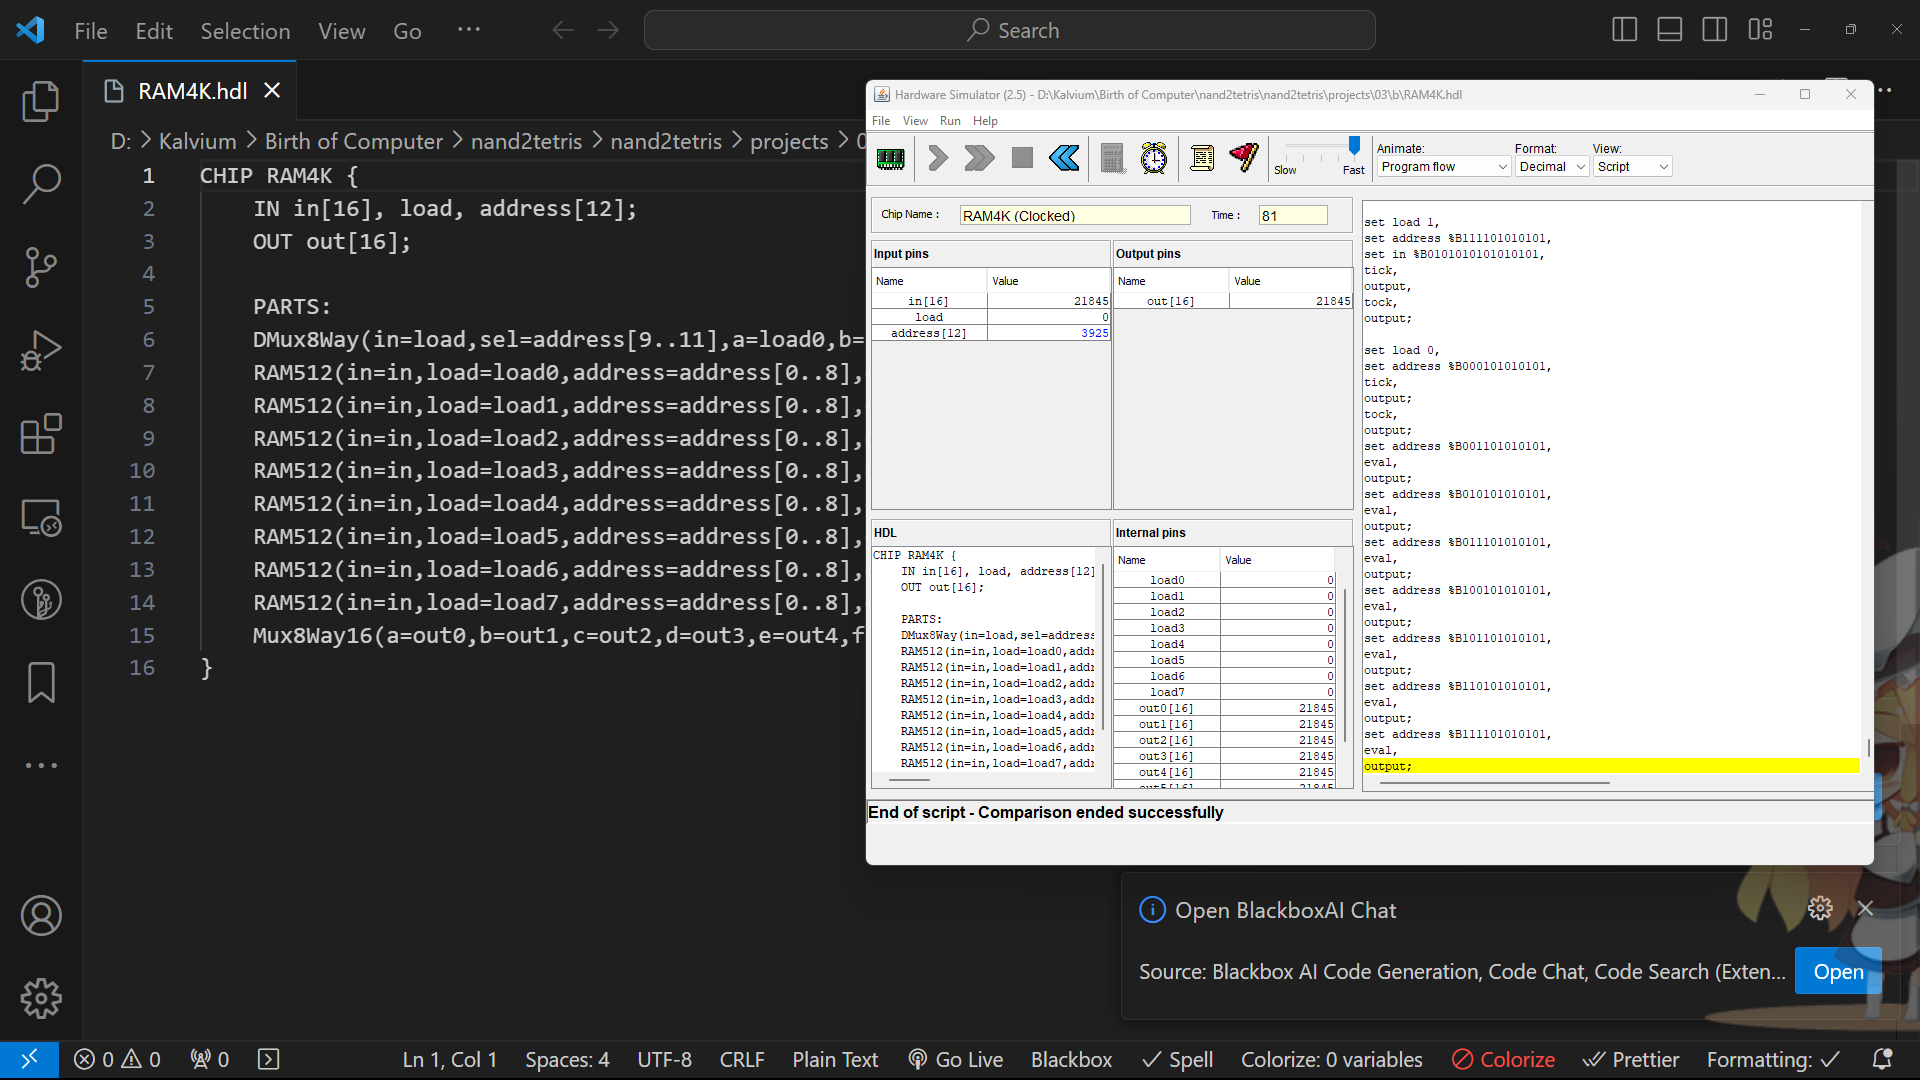 File Edit Selection View Go ··· Search
RAM4K.hdl
D: > Kalvium > Birth of Computer > nand2tetris > nand2tetris > projects > 0
1 CHIP RAM4K {
2 IN in[16], load, address[12];
3 OUT out[16];
4
5 PARTS:
6 DMux8Way(in=load,sel=address[9..11],a=load0,b=
7 RAM512(in=in,load=load0,address=address[0..8],
8 RAM512(in=in,load=load1,address=address[0..8],
9 RAM512(in=in,load=load2,address=address[0..8],
10 RAM512(in=in,load=load3,address=address[0..8],
11 RAM512(in=in,load=load4,address=address[0..8],
12 RAM512(in=in,load=load5,address=address[0..8],
13 RAM512(in=in,load=load6,address=address[0..8],
14 RAM512(in=in,load=load7,address=address[0..8],
15 Mux8Way16(a=out0,b=out1,c=out2,d=out3,e=out4,f
16 }
Hardware Simulator (2.5) - D:\Kalvium\Birth of Computer\nand2tetris\nand2tetris\projects\03\b\RAM4K.hdl
File View Run Help
Slow Fast
Animate: Format: View:
Program flow Decimal Script
Chip Name : RAM4K (Clocked) Time : 81
Input pins
Name Value
in[16] 21845
load 0
address[12] 3925
Output pins
Name Value
out[16] 21845
HDL
CHIP RAM4K {
IN in[16], load, address[12]
OUT out[16];
PARTS:
DMux8Way(in=load,sel=address
RAM512(in=in,load=load0,addr
RAM512(in=in,load=load1,addr
RAM512(in=in,load=load2,addr
RAM512(in=in,load=load3,addr
RAM512(in=in,load=load4,addr
RAM512(in=in,load=load5,addr
RAM512(in=in,load=load6,addr
RAM512(in=in,load=load7,addr
Internal pins
Name Value
load0 0
load1 0
load2 0
load3 0
load4 0
load5 0
load6 0
load7 0
out0[16] 21845
out1[16] 21845
out2[16] 21845
out3[16] 21845
out4[16] 21845
out5[16] 21845
set load 1,
set address %B111101010101,
set in %B0101010101010101,
tick,
output,
tock,
output;
set load 0,
set address %B000101010101,
tick,
output;
tock,
output;
set address %B001101010101,
eval,
output;
set address %B010101010101,
eval,
output;
set address %B011101010101,
eval,
output;
set address %B100101010101,
eval,
output;
set address %B101101010101,
eval,
output;
set address %B110101010101,
eval,
output;
set address %B111101010101,
eval,
output;
End of script - Comparison ended successfully
Open BlackboxAI Chat
Source: Blackbox AI Code Generation, Code Chat, Code Search (Exten... Open
0 0 0 Ln 1, Col 1 Spaces: 4 UTF-8 CRLF Plain Text Go Live Blackbox Spell Colorize: 0 variables Colorize Prettier Formatting: